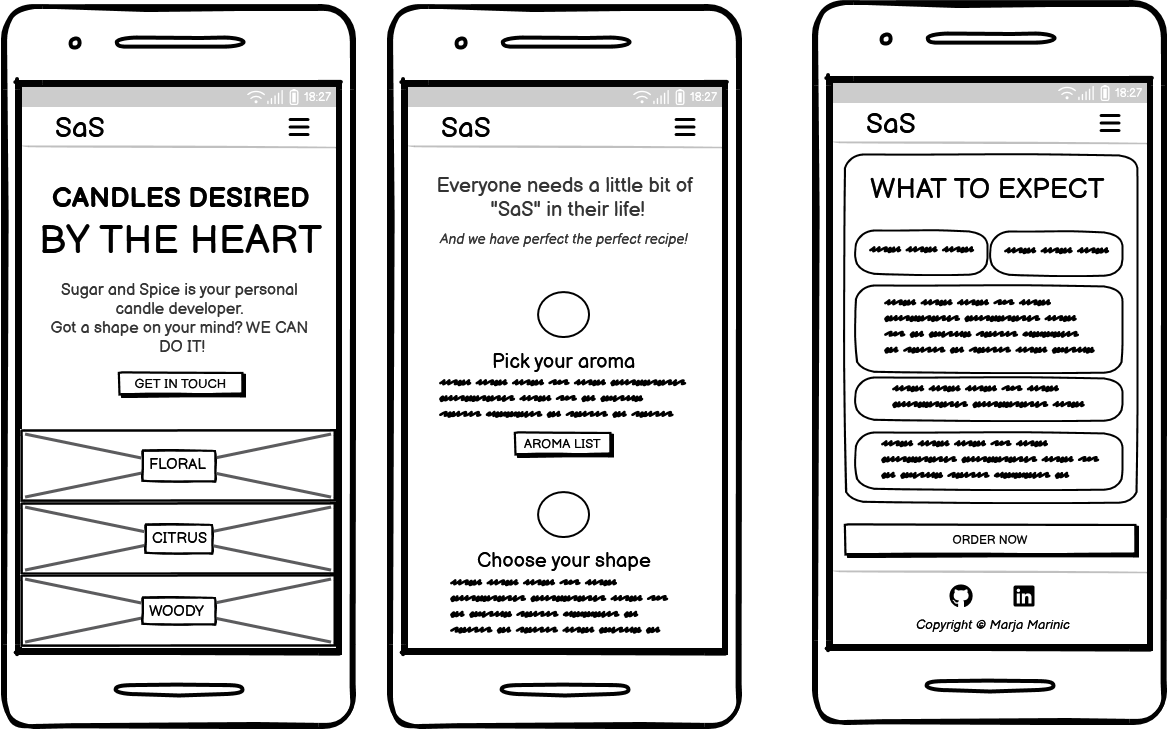 18:27
SaS
CANDLES DESIRED
BY THE HEART
Sugar and Spice is your personal
candle developer.
Got a shape on your mind? WE CAN
DO IT!
GET IN TOUCH
FLORAL
CITRUS
WOODY
18:27
SaS
Everyone needs a little bit of
"SaS" in their life!
And we have perfect the perfect recipe!
Pick your aroma
AROMA LIST
Choose your shape
18:27
SaS
WHAT TO EXPECT
ORDER NOW
in
Copyright © Marja Marinic